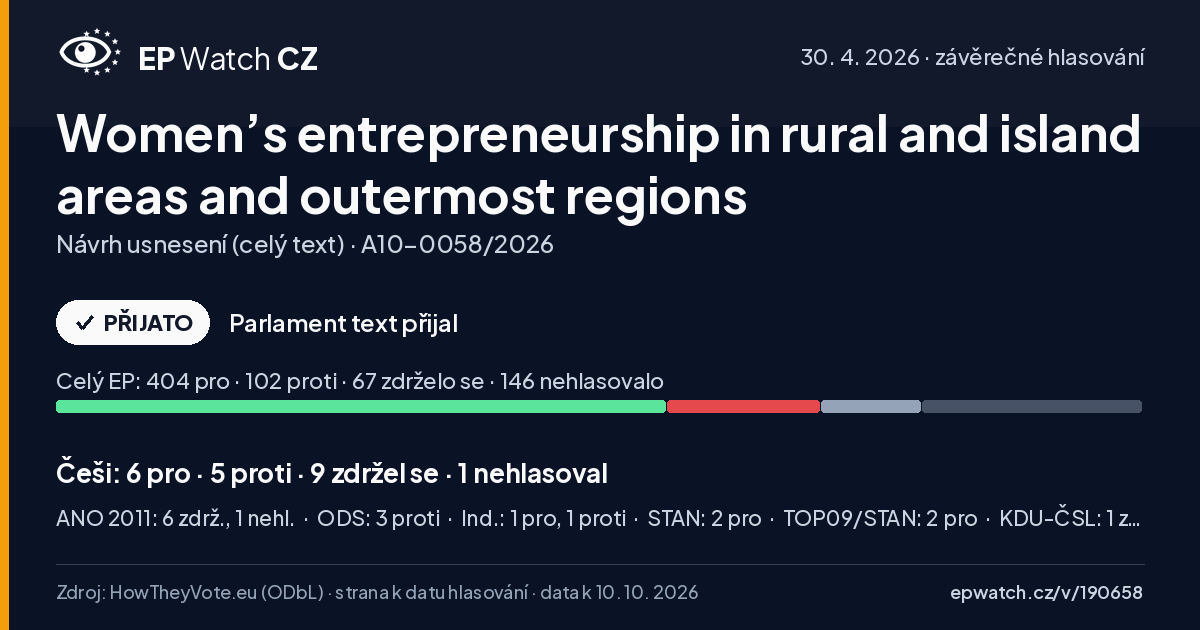 EP Watch CZ
30. 4. 2026 · závěrečné hlasování
Women’s entrepreneurship in rural and island
areas and outermost regions
Návrh usnesení (celý text) · A10–0058/2026
✓ PŘIJATO
Parlament text přijal
Celý EP: 404 pro · 102 proti · 67 zdrželo se · 146 nehlasovalo
Češi: 6 pro · 5 proti · 9 zdržel se · 1 nehlasoval
ANO 2011: 6 zdrž., 1 nehl. · ODS: 3 proti · Ind.: 1 pro, 1 proti · STAN: 2 pro · TOP09/STAN: 2 pro · KDU-ČSL: 1 z…
Zdroj: HowTheyVote.eu (ODbL) · strana k datu hlasování · data k 10. 10. 2026
epwatch.cz/v/190658